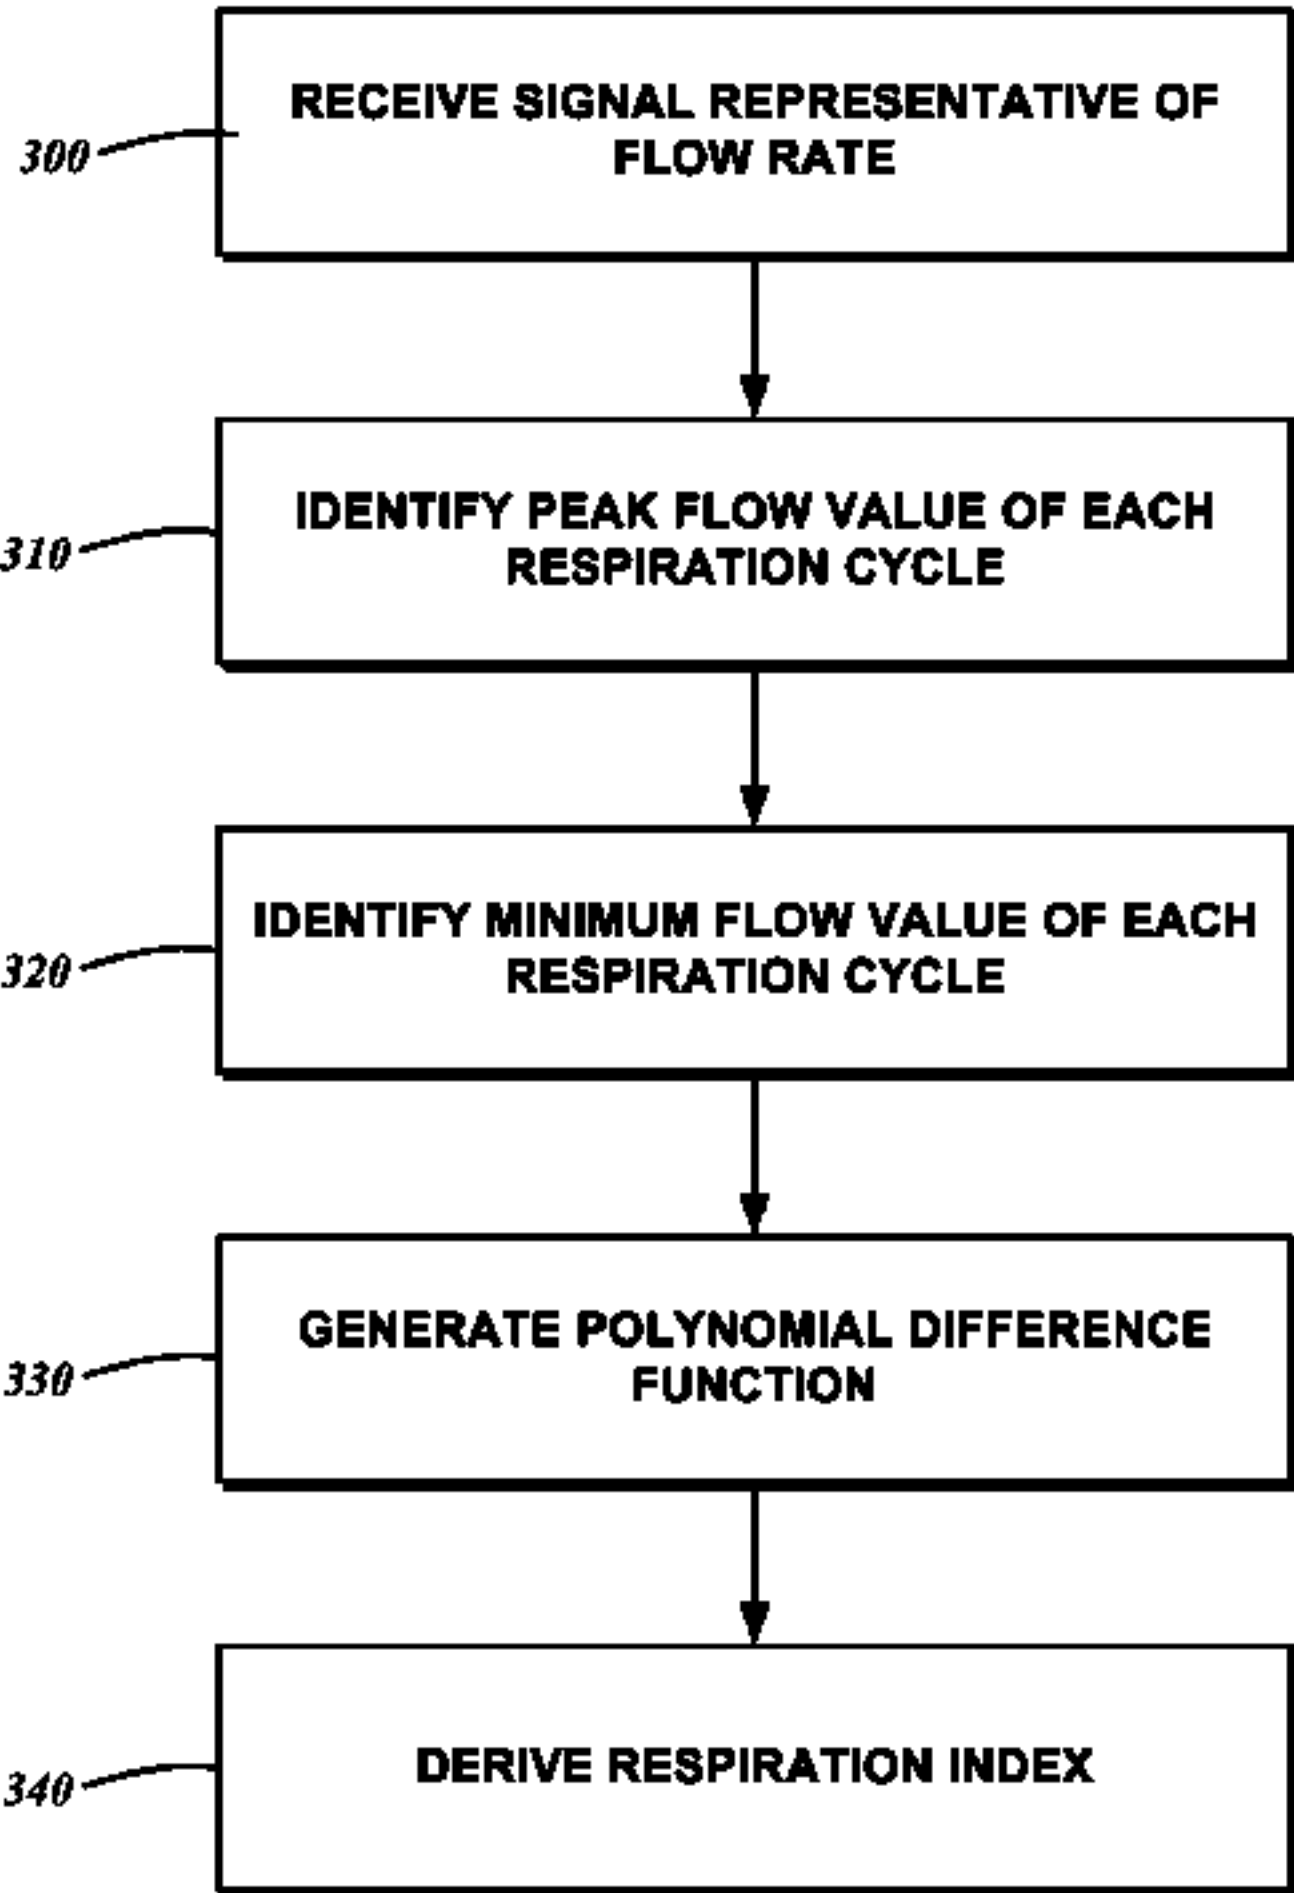 300
RECEIVE SIGNAL REPRESENTATIVE OF
FLOW RATE
310
IDENTIFY PEAK FLOW VALUE OF EACH
RESPIRATION CYCLE
320
IDENTIFY MINIMUM FLOW VALUE OF EACH
RESPIRATION CYCLE
330
GENERATE POLYNOMIAL DIFFERENCE
FUNCTION
340
DERIVE RESPIRATION INDEX